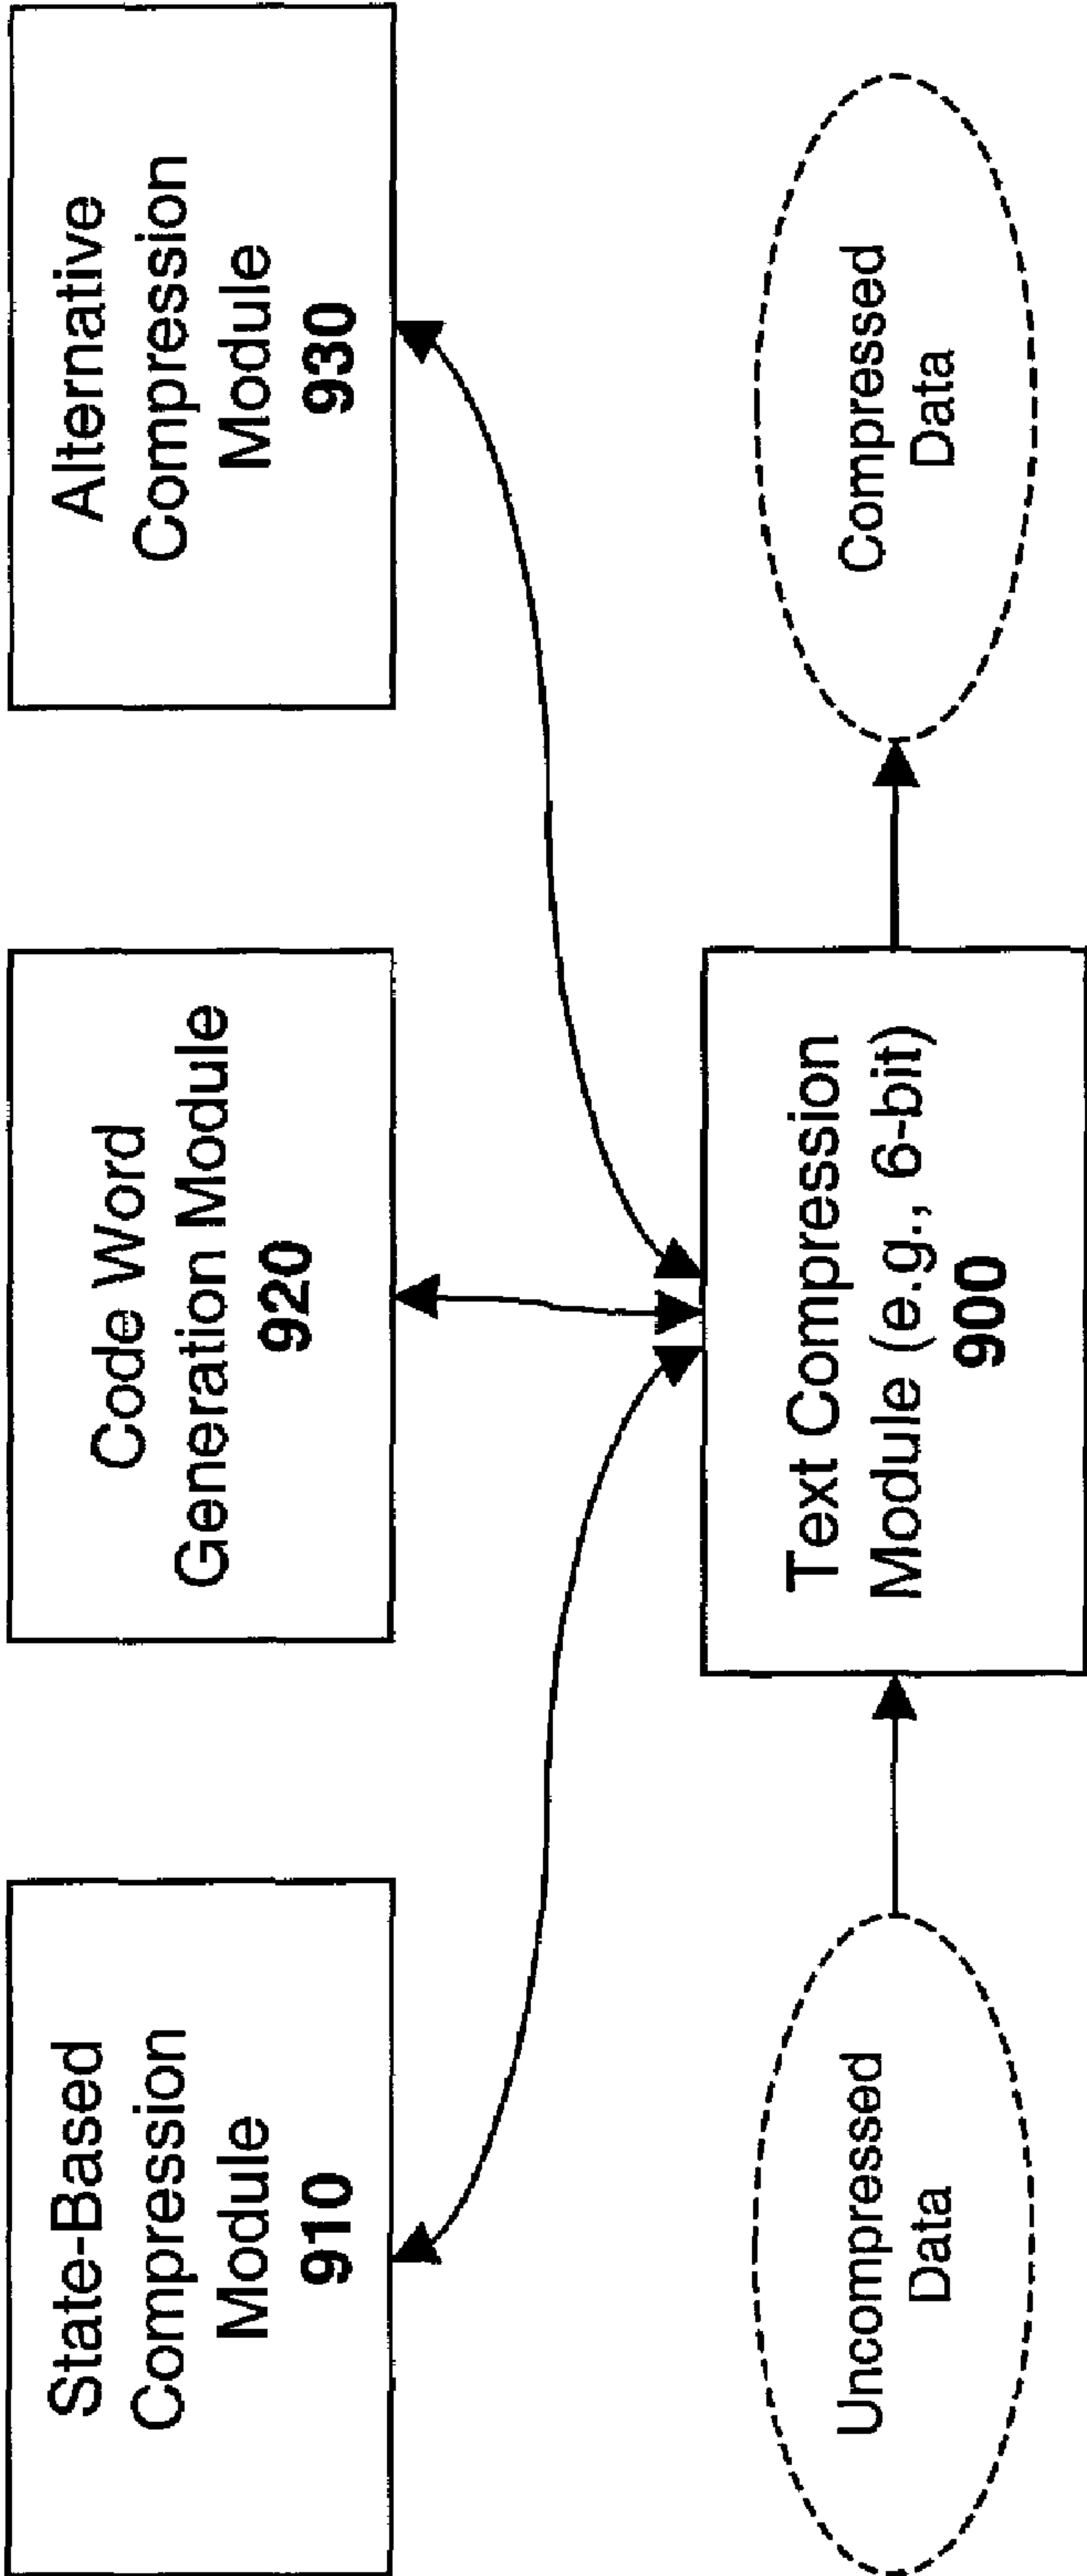 State-Based
Compression
Module
910
Code Word
Generation Module
920
Alternative
Compression
Module
930
Uncompressed
Data
Text Compression
Module (e.g., 6-bit)
900
Compressed
Data